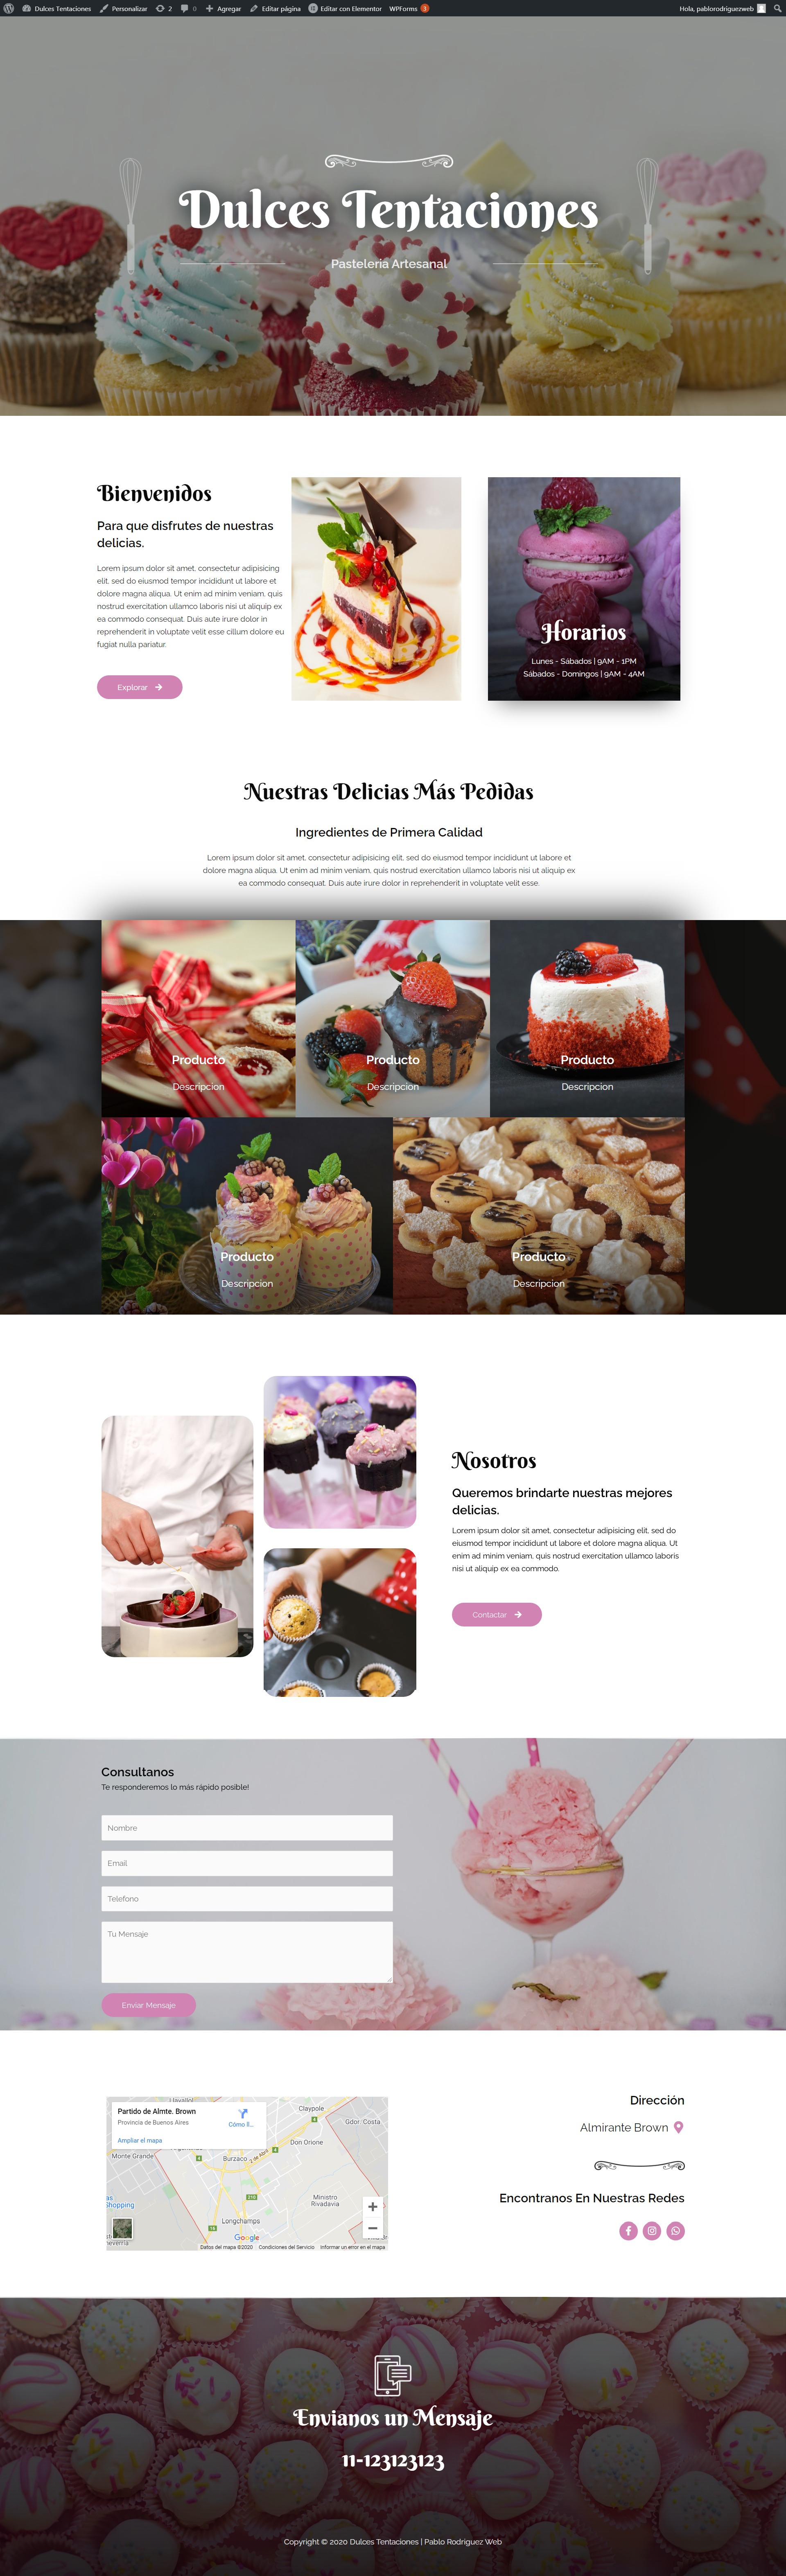 Dulces Tentaciones
Personalizar
2
0
Agregar
Editar página
Editar con Elementor
WPForms
3
Hola, pablorodriguezweb
Dulces Tentaciones
Pasteleria Artesanal
Bienvenidos
Para que disfrutes de nuestras
delicias.
Lorem ipsum dolor sit amet, consectetur adipisicing
elit, sed do eiusmod tempor incididunt ut labore et
dolore magna aliqua. Ut enim ad minim veniam, quis
nostrud exercitation ullamco laboris nisi ut aliquip ex
ea commodo consequat. Duis aute irure dolor in
reprehenderit in voluptate velit esse cillum dolore eu
fugiat nulla pariatur.
Explorar
Horarios
Lunes - Sábados | 9AM - 1PM
Sábados - Domingos | 9AM - 4AM
Nuestras Delicias Más Pedidas
Ingredientes de Primera Calidad
Lorem ipsum dolor sit amet, consectetur adipisicing elit, sed do eiusmod tempor incididunt ut labore et
dolore magna aliqua. Ut enim ad minim veniam, quis nostrud exercitation ullamco laboris nisi ut aliquip ex
ea commodo consequat. Duis aute irure dolor in reprehenderit in voluptate velit esse.
Producto
Descripcion
Producto
Descripcion
Producto
Descripcion
Producto
Descripcion
Producto
Descripcion
Nosotros
Queremos brindarte nuestras mejores
delicias.
Lorem ipsum dolor sit amet, consectetur adipisicing elit, sed do
eiusmod tempor incididunt ut labore et dolore magna aliqua. Ut
enim ad minim veniam, quis nostrud exercitation ullamco laboris
nisi ut aliquip ex ea commodo.
Contactar
Consultanos
Te responderemos lo más rápido posible!
Nombre
Email
Telefono
Tu Mensaje
Enviar Mensaje
Partido de Almte. Brown
Provincia de Buenos Aires
Cómo ll...
Ampliar el mapa
Claypole
Gdor. Costa
Don Orione
Monte Grande
Burzaco
2 de Abril
4
4
4
Ministro
Rivadavia
210
Shopping
Longchamps
16
Google
Datos del mapa ©2020
Condiciones del Servicio
Informar un error en el mapa
Dirección
Almirante Brown
Encontranos En Nuestras Redes
Envianos un Mensaje
11-123123123
Copyright © 2020 Dulces Tentaciones | Pablo Rodriguez Web